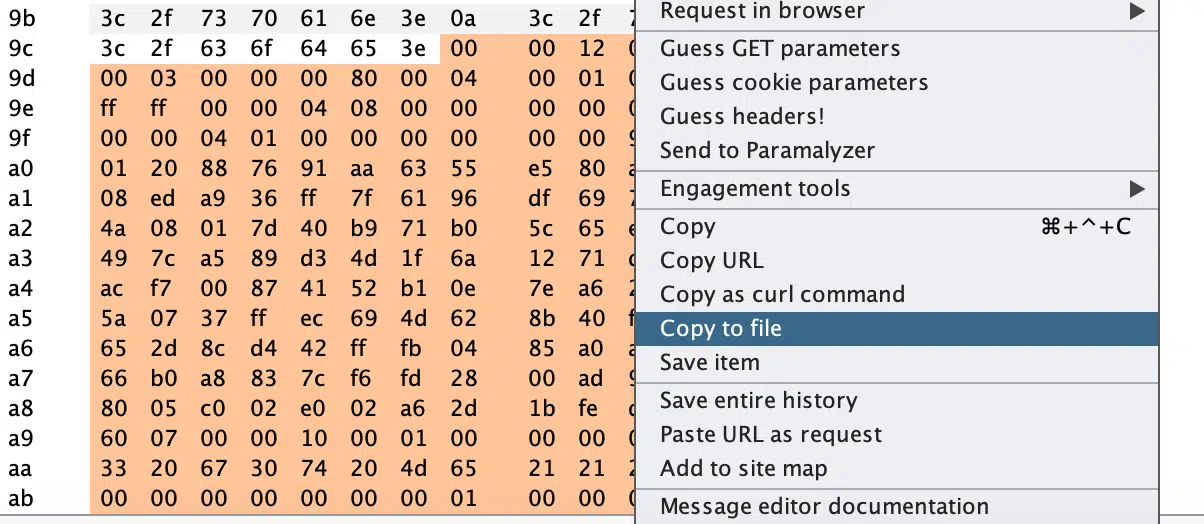 9b 3c 2f 73 70 61 6e 3e 0a 3c 2f
9c 3c 2f 63 6f 64 65 3e 00 00 12
9d 00 03 00 00 00 80 00 04 00 01
9e ff ff 00 00 04 08 00 00 00 00
9f 00 00 04 01 00 00 00 00 00 00
a0 01 20 88 76 91 aa 63 55 e5 80
a1 08 ed a9 36 ff 7f 61 96 df 69
a2 4a 08 01 7d 40 b9 71 b0 5c 65
a3 49 7c a5 89 d3 4d 1f 6a 12 71
a4 ac f7 00 87 41 52 b1 0e 7e a6
a5 5a 07 37 ff ec 69 4d 62 8b 40
a6 65 2d 8c d4 42 ff fb 04 85 a0
a7 66 b0 a8 83 7c f6 fd 28 00 ad
a8 80 05 c0 02 e0 02 a6 2d 1b fe
a9 60 07 00 00 10 00 01 00 00 00
aa 33 20 67 30 74 20 4d 65 21 21
ab 00 00 00 00 00 00 00 01 00 00
Request in browser ▶
Guess GET parameters
Guess cookie parameters
Guess headers!
Send to Paramalyzer
Engagement tools ▶
Copy ⌘+^+C
Copy URL
Copy as curl command
Copy to file
Save item
Save entire history
Paste URL as request
Add to site map
Message editor documentation